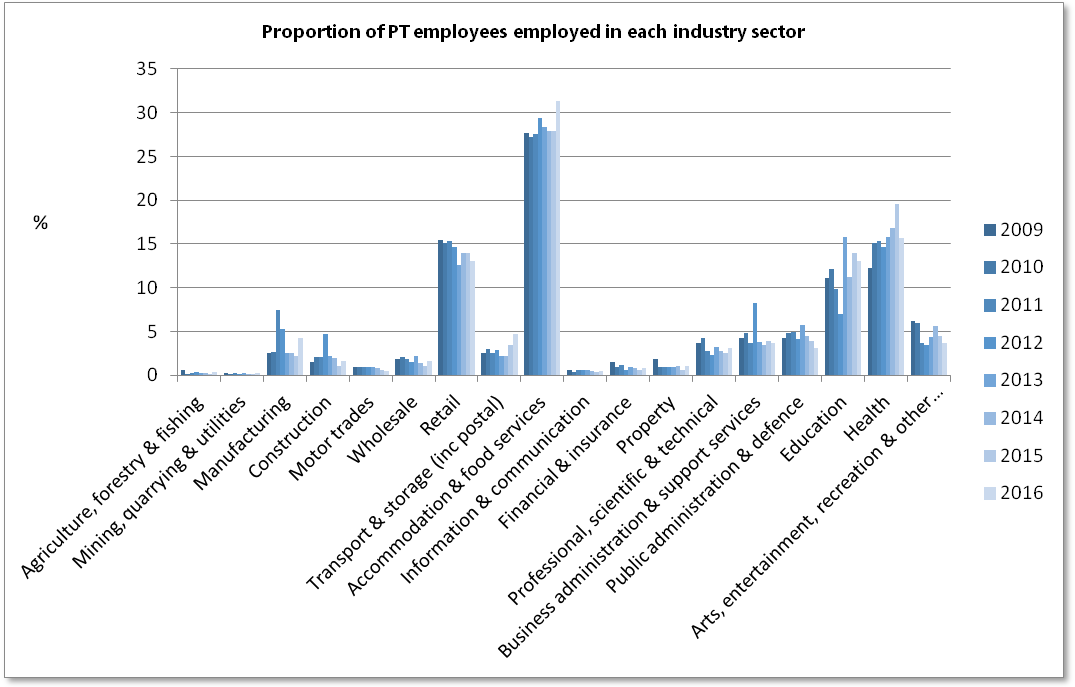 Proportion of PT employees employed in each industry sector
35
30
25
20
15
10
5
0
%
Agriculture, forestry & fishing
Mining, quarrying & utilities
Manufacturing
Construction
Motor trades
Wholesale
Retail
Transport & storage (inc postal)
Accommodation & food services
Information & communication
Financial & insurance
Property
Professional, scientific & technical
Business administration & support services
Public administration & defence
Education
Health
Arts, entertainment, recreation & other...
2009
2010
2011
2012
2013
2014
2015
2016